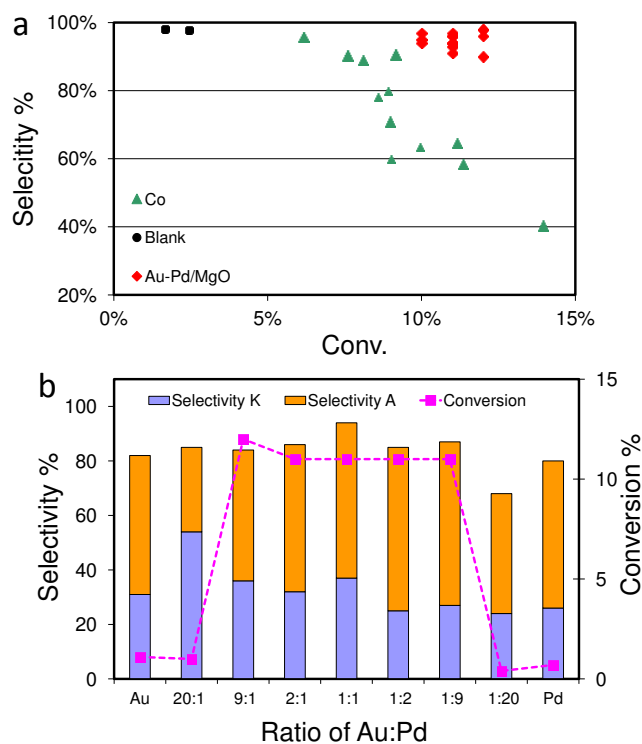 a
100%
80%
60%
40%
20%
Selecitity %
Co
Blank
Au-Pd/MgO
0% 5% 10% 15%
Conv.
b
Selectivity K Selectivity A Conversion
100
80
60
40
20
0
Selectivity %
15
10
5
0
Conversion %
Au 20:1 9:1 2:1 1:1 1:2 1:9 1:20 Pd
Ratio of Au:Pd